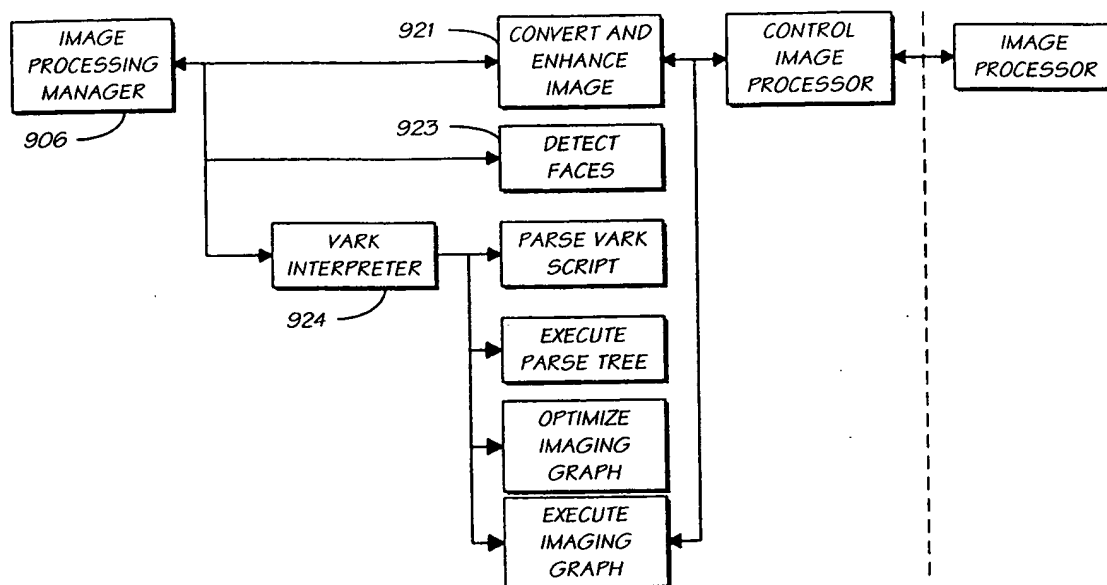 IMAGE
PROCESSING
MANAGER
906
921
CONVERT AND
ENHANCE
IMAGE
CONTROL
IMAGE
PROCESSOR
IMAGE
PROCESSOR
923
DETECT
FACES
VARK
INTERPRETER
924
PARSE VARK
SCRIPT
EXECUTE
PARSE TREE
OPTIMIZE
IMAGING
GRAPH
EXECUTE
IMAGING
GRAPH